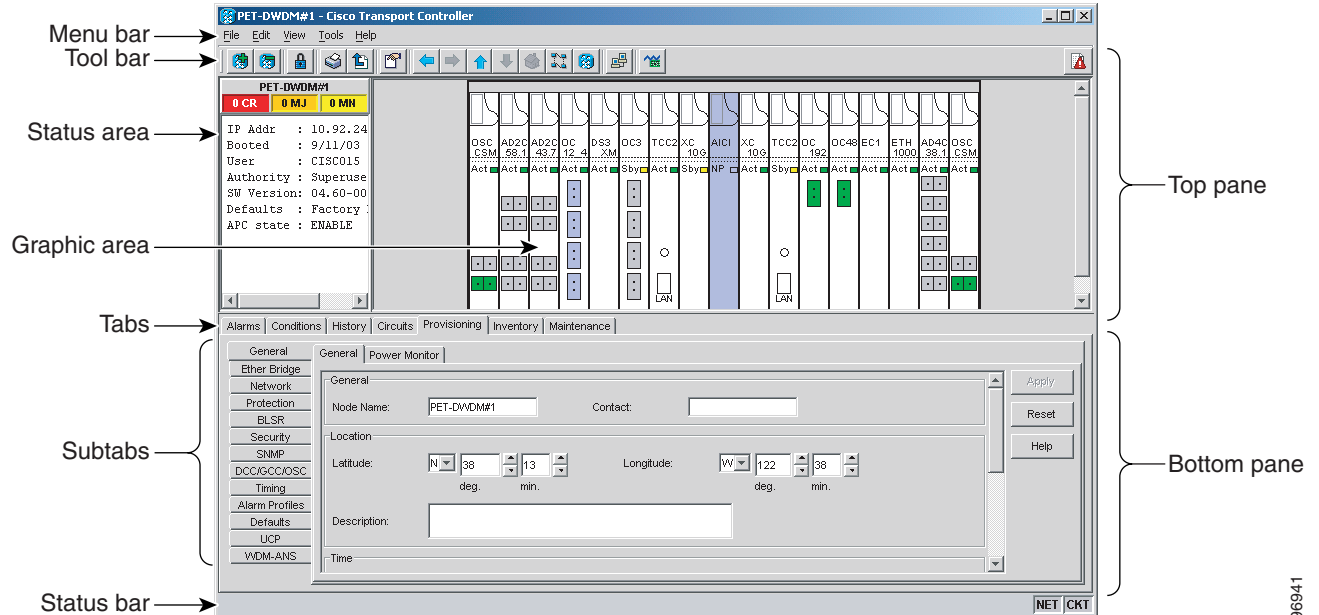 PET-DWDM#1 - Cisco Transport Controller
Menu bar
File Edit View Tools Help
Tool bar
PET-DWDM#1
0 CR 0 MJ 0 MN
Status area
IP Addr : 10.92.24
Booted : 9/11/03
User : CISCO15
Authority : Superuse
SW Version: 04.60-00
Defaults : Factory
APC state : ENABLE
Graphic area
OSC AD2C AD2C OC DS3 OC3 TCC2 XC AICI XC TCC2 OC OC48 EC1 ETH AD4C OSC
CSM 58.1 43.7 12_4 XM 10G 10G 192 1000 38.1 CSM
Act Act Act Act Act Sby Act Sby NP Act Sby Act Act Act Act Act Act
LAN LAN
Top pane
Tabs
Alarms Conditions History Circuits Provisioning Inventory Maintenance
Subtabs
General
Ether Bridge
Network
Protection
BLSR
Security
SNMP
DCC/GCC/OSC
Timing
Alarm Profiles
Defaults
UCP
WDM-ANS
General Power Monitor
General
Node Name: PET-DWDM#1 Contact:
Location
Latitude: N 38 13 Longitude: W 122 38
deg. min. deg. min.
Description:
Time
Apply
Reset
Help
Bottom pane
Status bar
NET CKT
96941